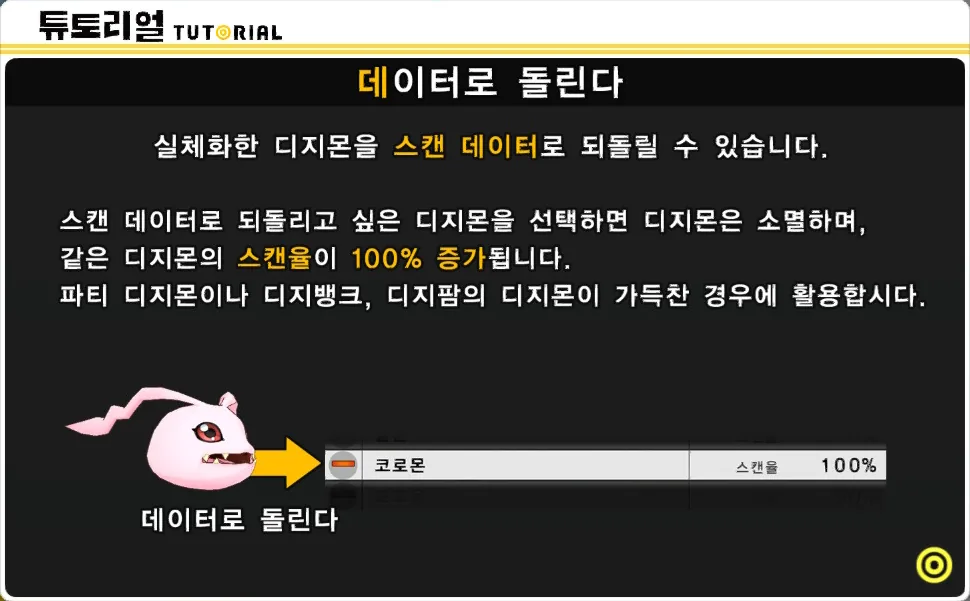 튜토리얼 TUTORIAL
데이터로 돌린다
실체화한 디지몬을 스캔 데이터로 되돌릴 수 있습니다.
스캔 데이터로 되돌리고 싶은 디지몬을 선택하면 디지몬은 소멸하며,
같은 디지몬의 스캔율이 100% 증가됩니다.
파티 디지몬이나 디지뱅크, 디지팜의 디지몬이 가득찬 경우에 활용합시다.
코로몬 스캔율 100%
데이터로 돌린다